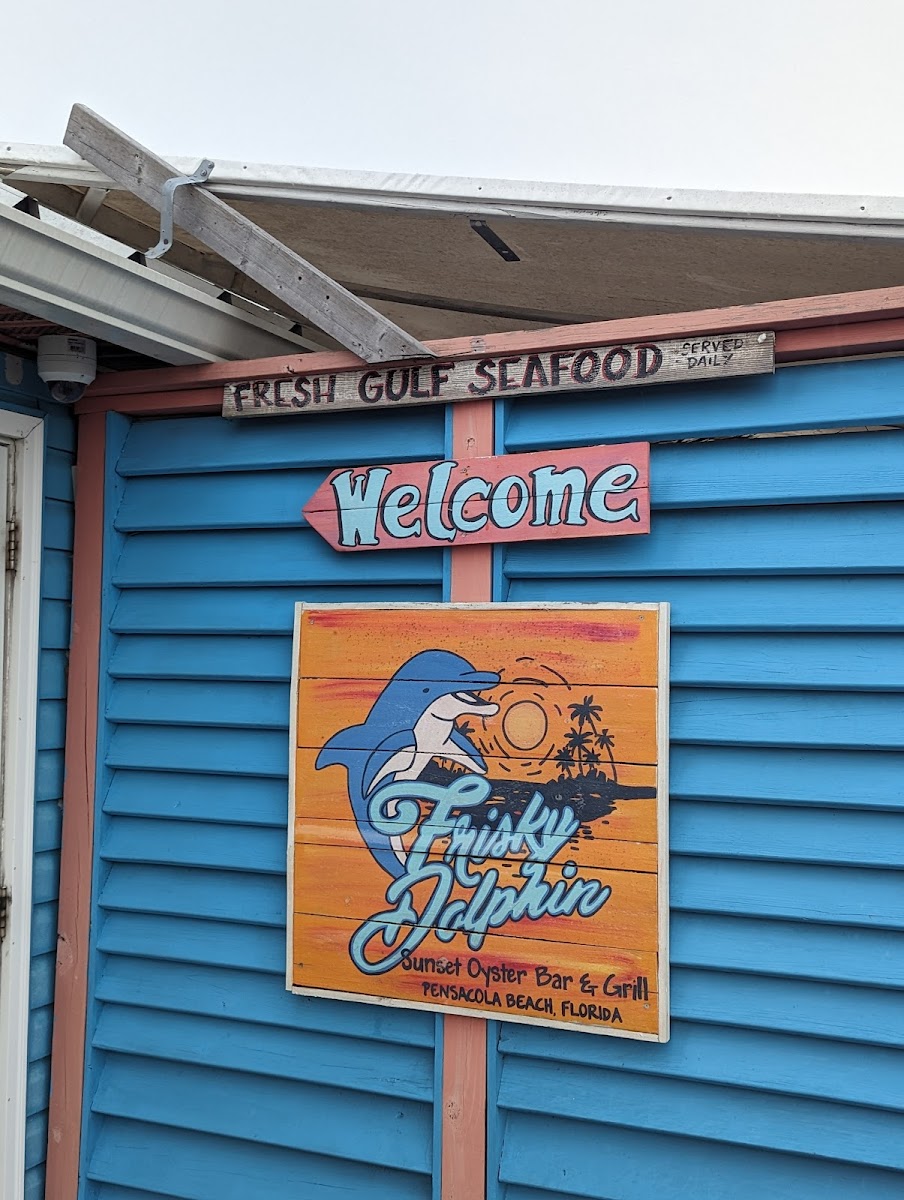 FRESH GULF SEAFOOD SERVED DAILY
Welcome
Frisky
Dolphin
Sunset Oyster Bar & Grill
PENSACOLA BEACH, FLORIDA